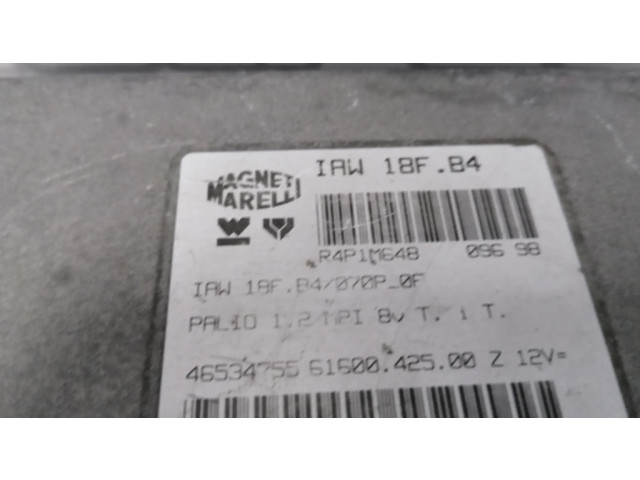 MAGNETI MARELLI
IAW 18F.B4
R4P1M648 096 98
IAW 18F.B4/070P_0F
PALIO 1.2 MPI 8v T. i T.
46534755 61600.425.00 Z 12V=